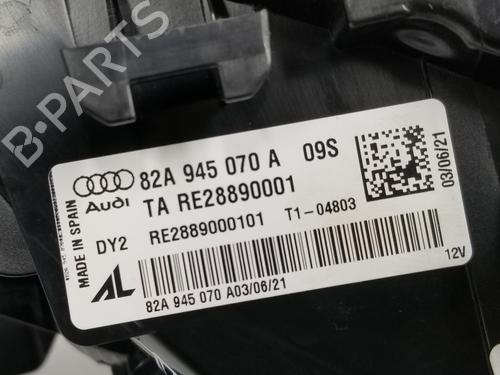 82A 945 070 A 09S
Audi
TA RE28890001
MADE IN SPAIN
DY2 RE2889000101 T1-04803
03/06/21
AL
82A 945 070 A03/06/21
12V
B-PARTS